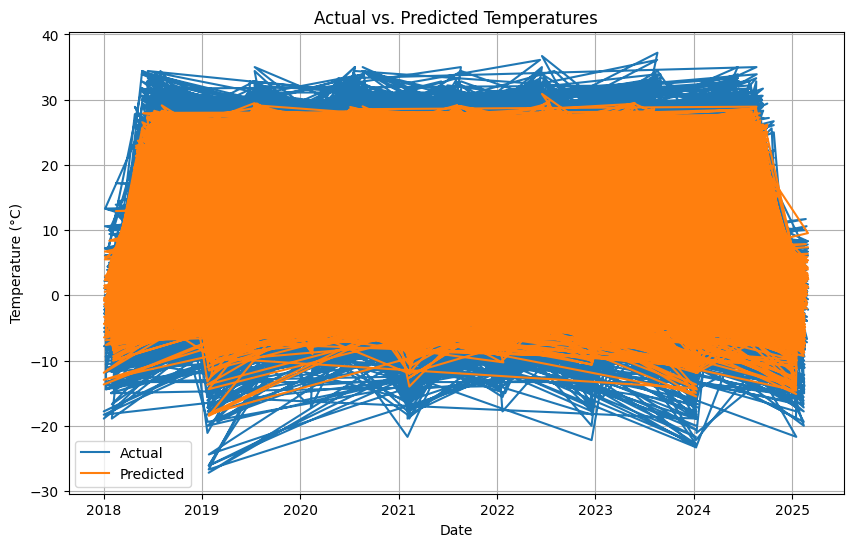 Actual vs. Predicted Temperatures
Temperature (°C)
40
30
20
10
0
−10
−20
−30
Actual
Predicted
2018 2019 2020 2021 2022 2023 2024 2025
Date